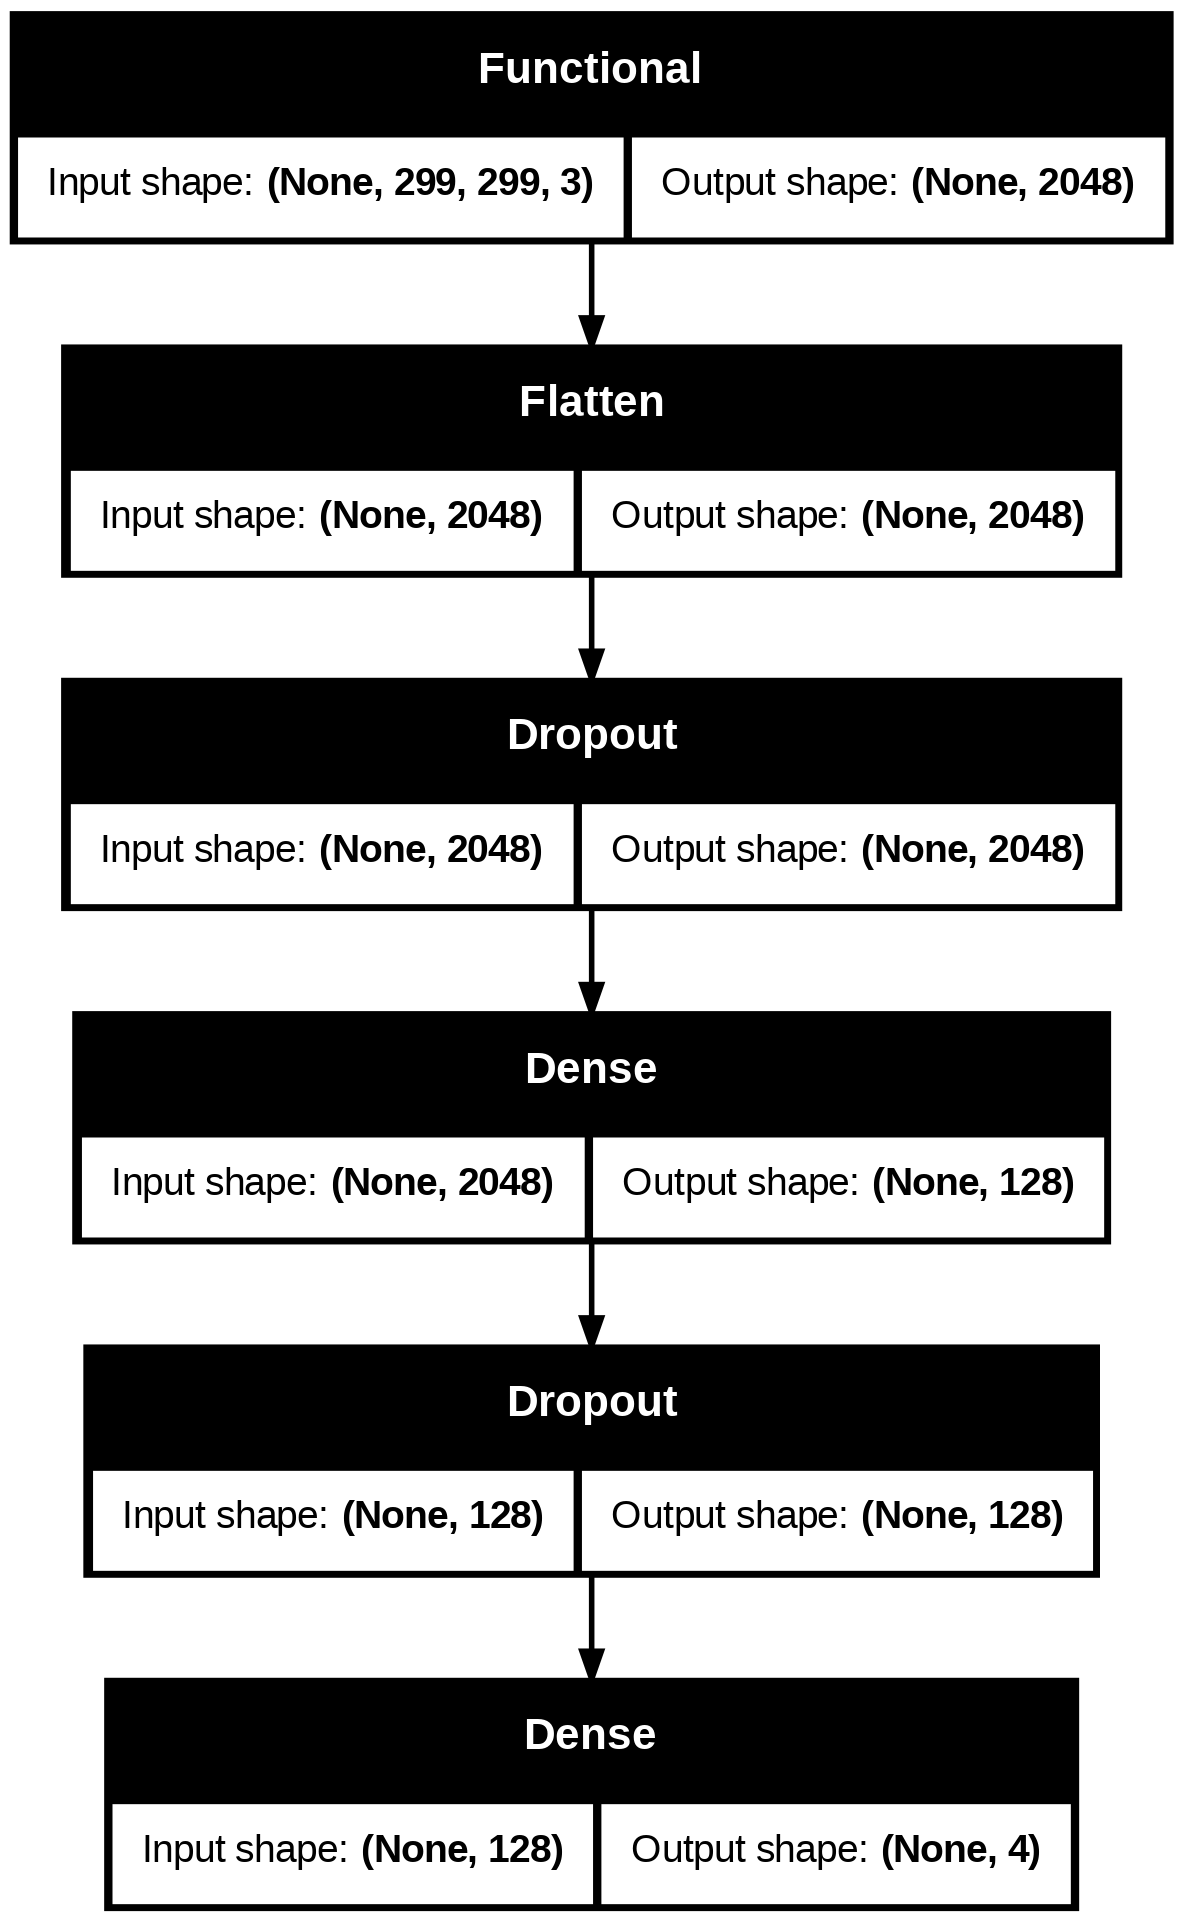 Functional
Input shape: (None, 299, 299, 3) Output shape: (None, 2048)
Flatten
Input shape: (None, 2048) Output shape: (None, 2048)
Dropout
Input shape: (None, 2048) Output shape: (None, 2048)
Dense
Input shape: (None, 2048) Output shape: (None, 128)
Dropout
Input shape: (None, 128) Output shape: (None, 128)
Dense
Input shape: (None, 128) Output shape: (None, 4)